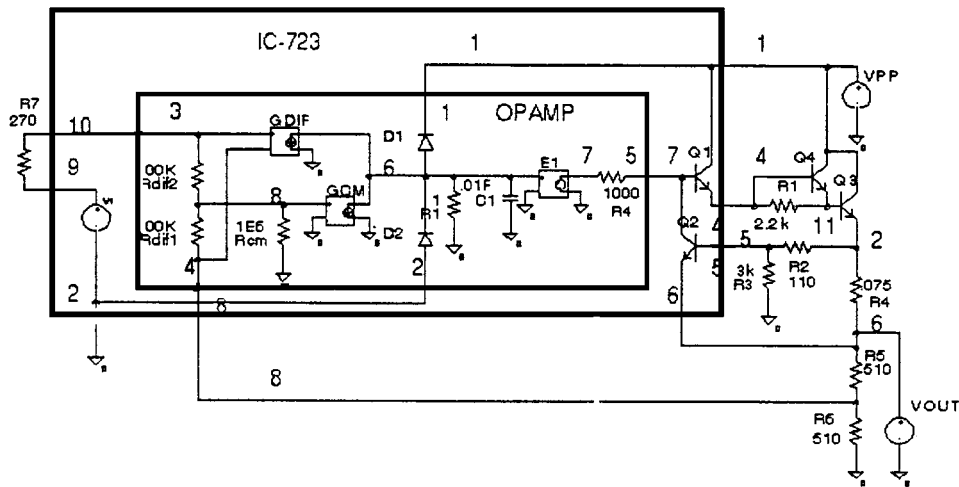 IC-723
1
1
VPP
R7
270
10
3
1
OPAMP
GDIF
D1
Q1
9
00K
Rdif2
6
E1
7
5
7
4
Q4
GCM
.01F
C1
R1
Q3
8
1
R1
1000
R4
4
2.2k
11
00K
Rdif1
1E6
Rcm
D2
Q2
5
2
4
3k
R3
R2
110
2
5
075
R4
2
8
6
6
R5
510
8
VOUT
R6
510